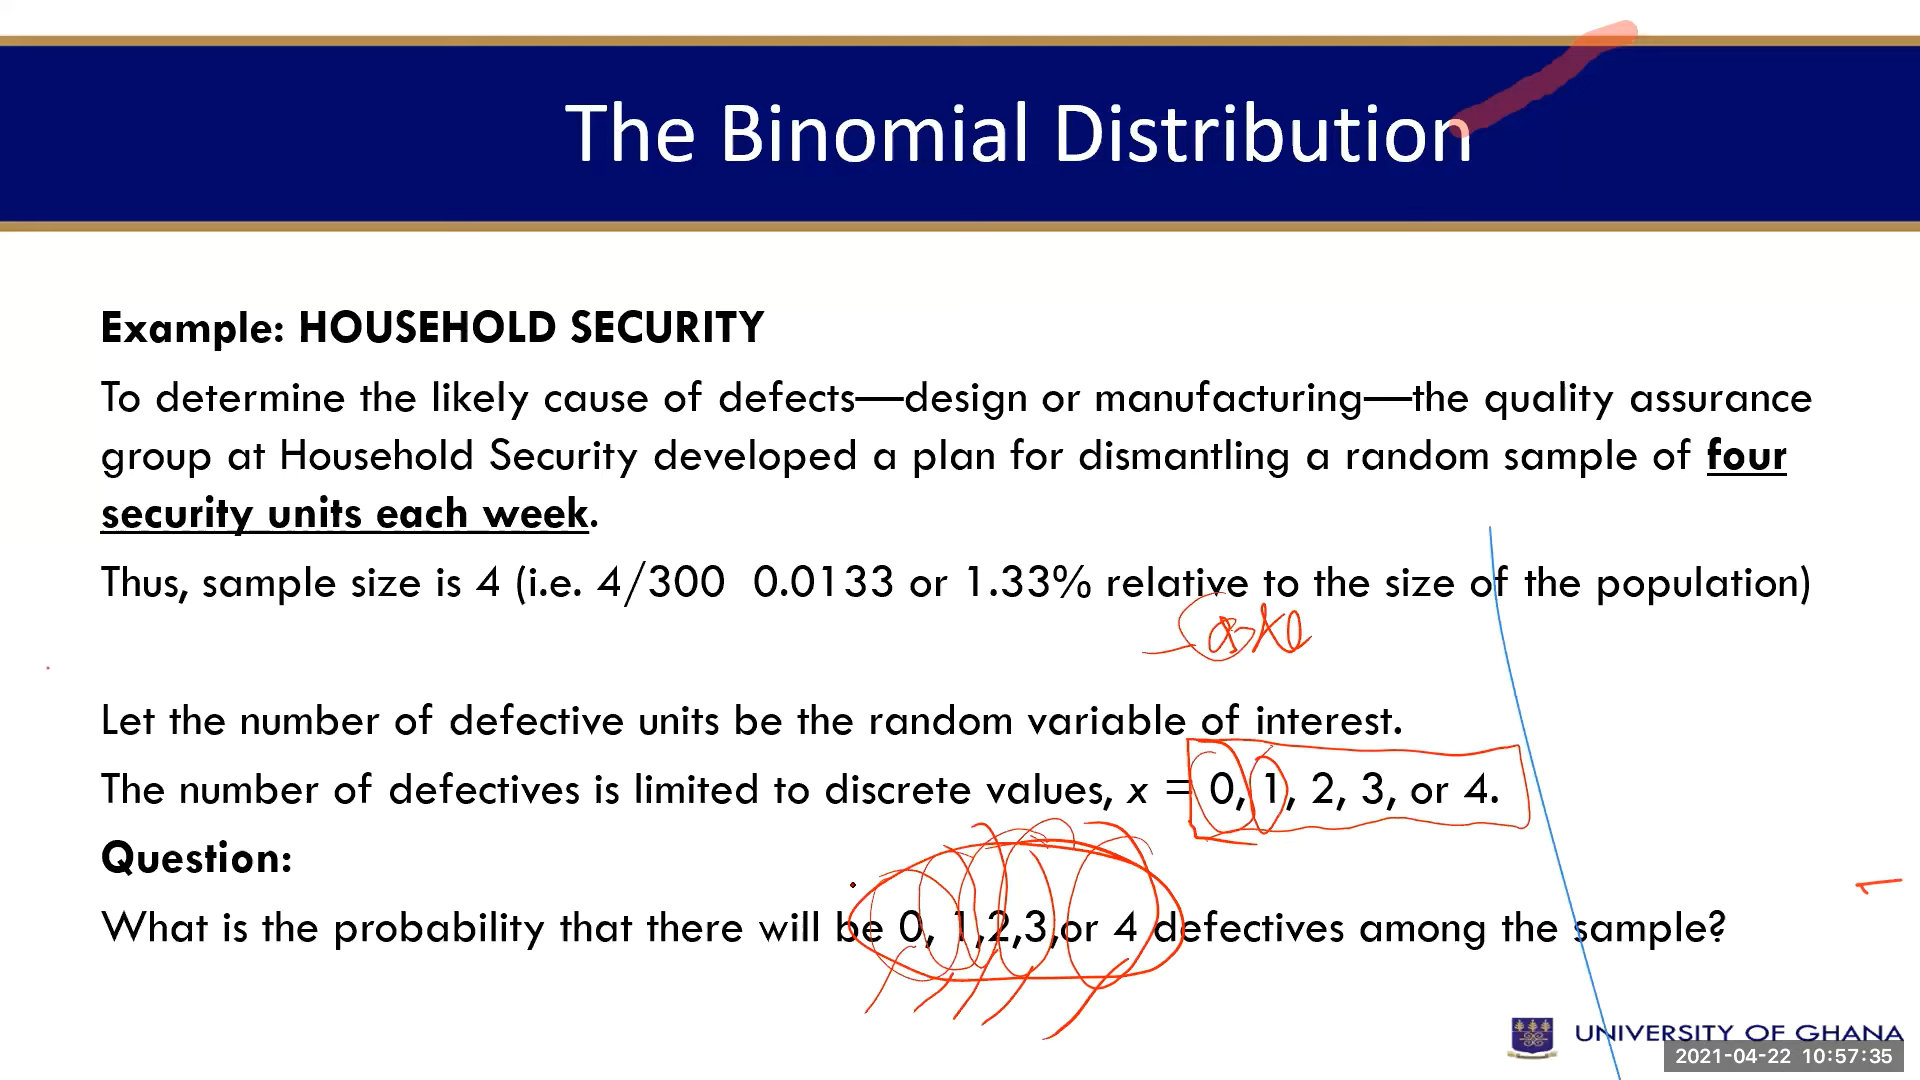 The Binomial Distribution
Example: HOUSEHOLD SECURITY
To determine the likely cause of defects—design or manufacturing—the quality assurance
group at Household Security developed a plan for dismantling a random sample of four
security units each week.
Thus, sample size is 4 (i.e. 4/300 0.0133 or 1.33% relative to the size of the population)
Let the number of defective units be the random variable of interest.
The number of defectives is limited to discrete values, x = 0, 1, 2, 3, or 4.
Question:
What is the probability that there will be 0, 1,2,3,or 4 defectives among the sample?
UNIVERSITY OF GHANA
2021-04-22 10:57:35